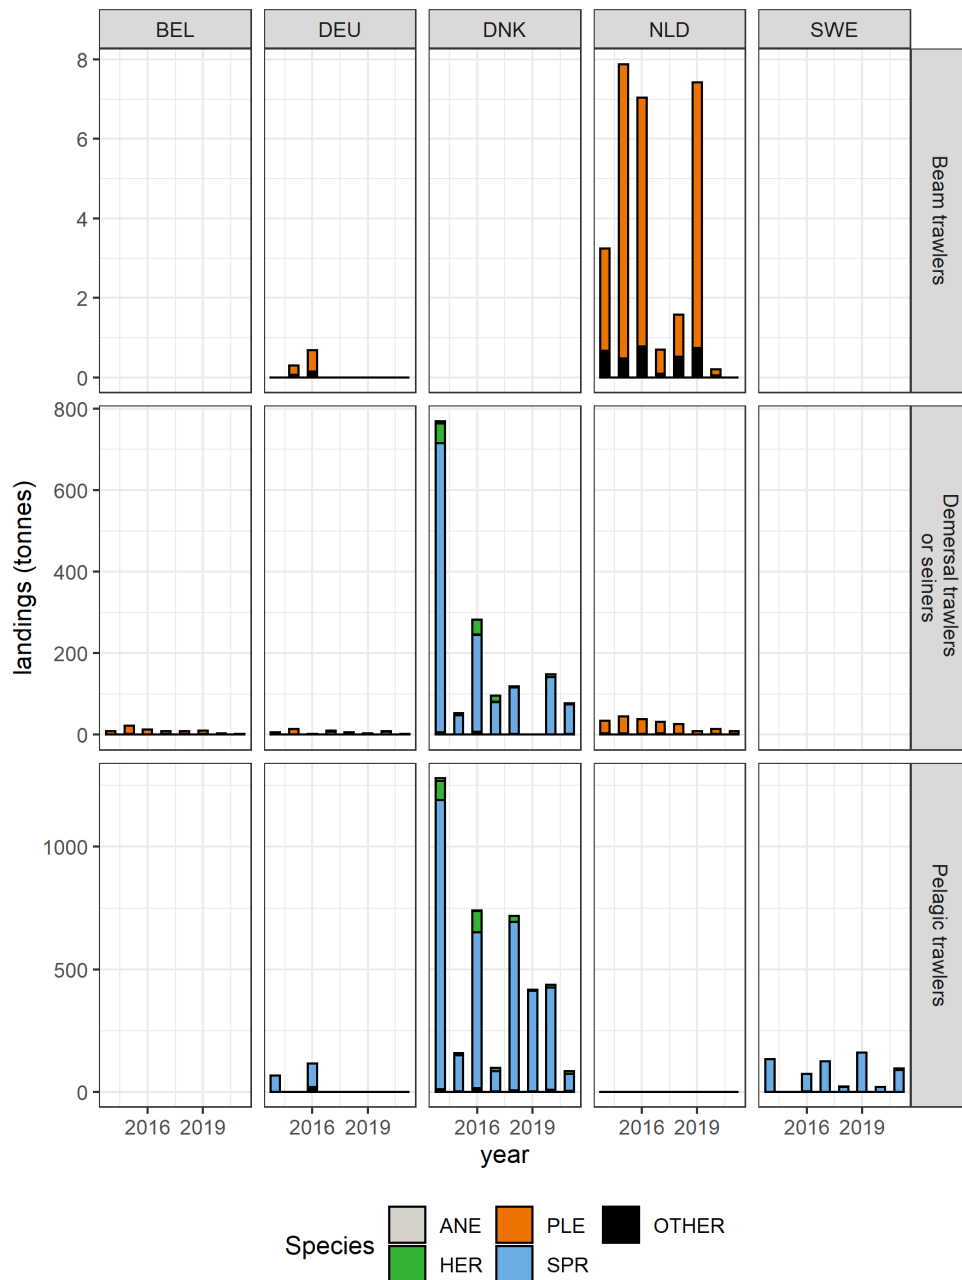 BEL DEU DNK NLD SWE
8
6
4
2
0
Beam trawlers
800
600
400
200
0
Demersal trawlers
or seiners
landings (tonnes)
1000
500
0
Pelagic trawlers
2016 2019 2016 2019 2016 2019 2016 2019 2016 2019
year
Species
ANE PLE OTHER
HER SPR